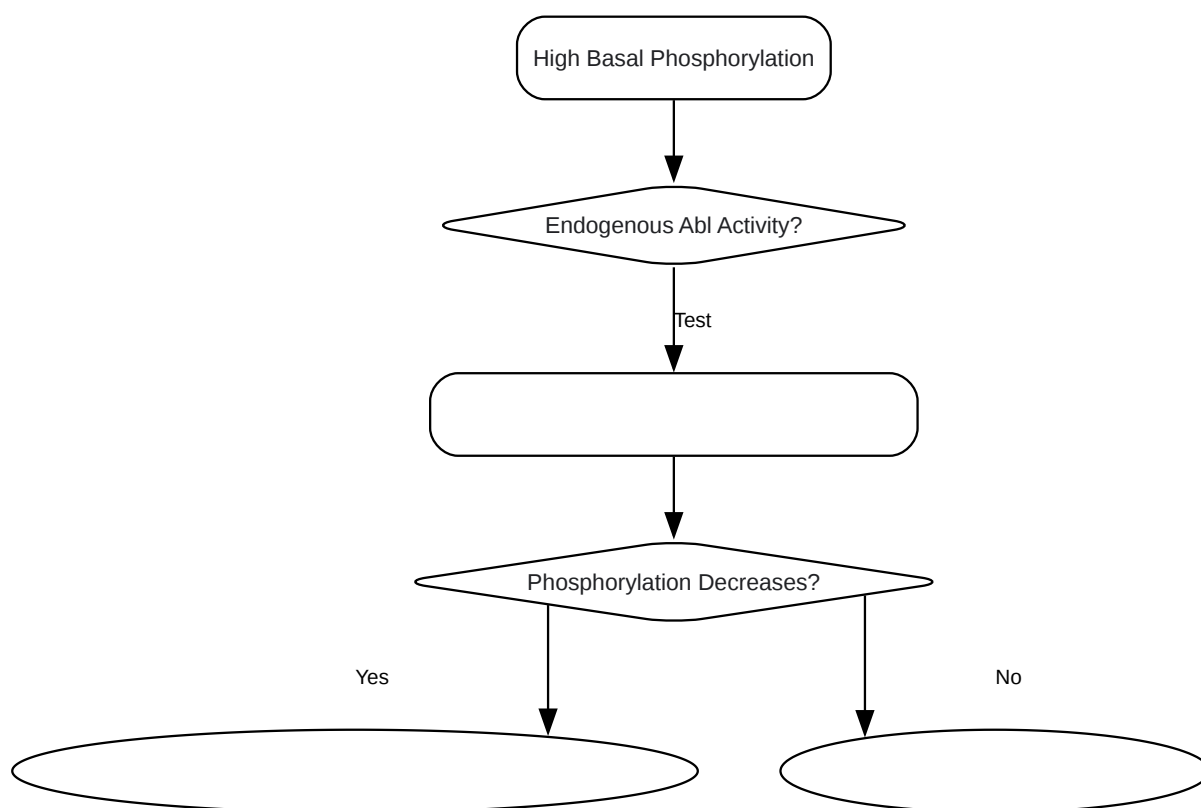 High Basal Phosphorylation
Endogenous Abl Activity?
Test
Phosphorylation Decreases?
Yes
No